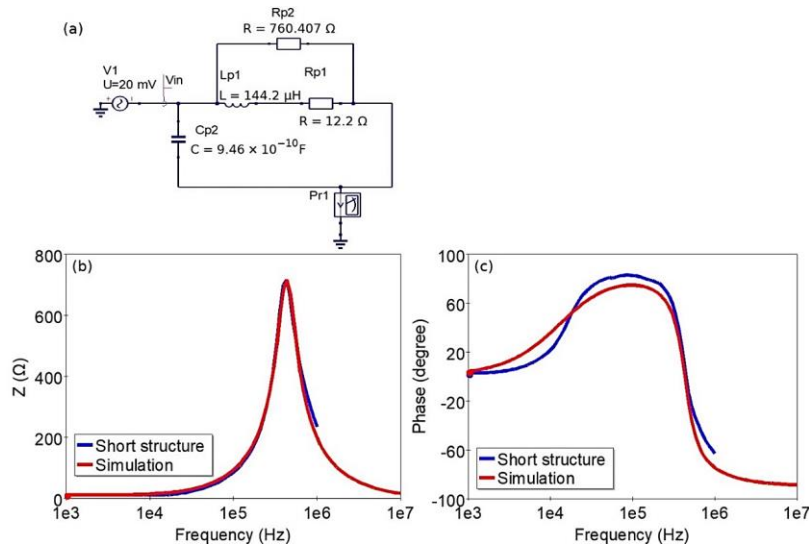 (a)
Rp2
R = 760.407 Ω
V1
U=20 mV
Vin
Lp1
L = 144.2 µH
Rp1
R = 12.2 Ω
Cp2
C = 9.46 × 10⁻¹⁰F
Pr1
(b)
800
600
400
200
0
Z (Ω)
Short structure
Simulation
1e3 1e4 1e5 1e6 1e7
Frequency (Hz)
(c)
100
60
20
-20
-60
-100
Phase (degree)
Short structure
Simulation
1e3 1e4 1e5 1e6 1e7
Frequency (Hz)